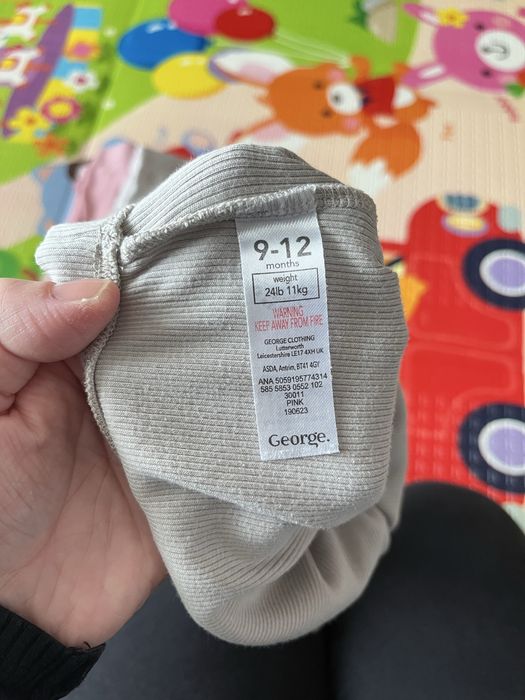 9-12
months
weight
24lb 11kg
WARNING
KEEP AWAY FROM FIRE
GEORGE CLOTHING
Lutterworth
Leicestershire LE17 4XH UK
ASDA, Antrim, BT41 4GY
ANA 5059195774314
585 5853 0552 102
30011
PINK
190623
George.